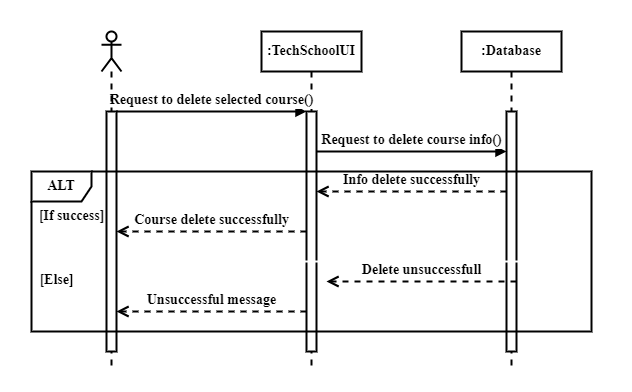 :TechSchoolUI
:Database
Request to delete selected course()
Request to delete course info()
ALT
Info delete successfully
[If success]
Course delete successfully
Delete unsuccessfull
[Else]
Unsuccessful message